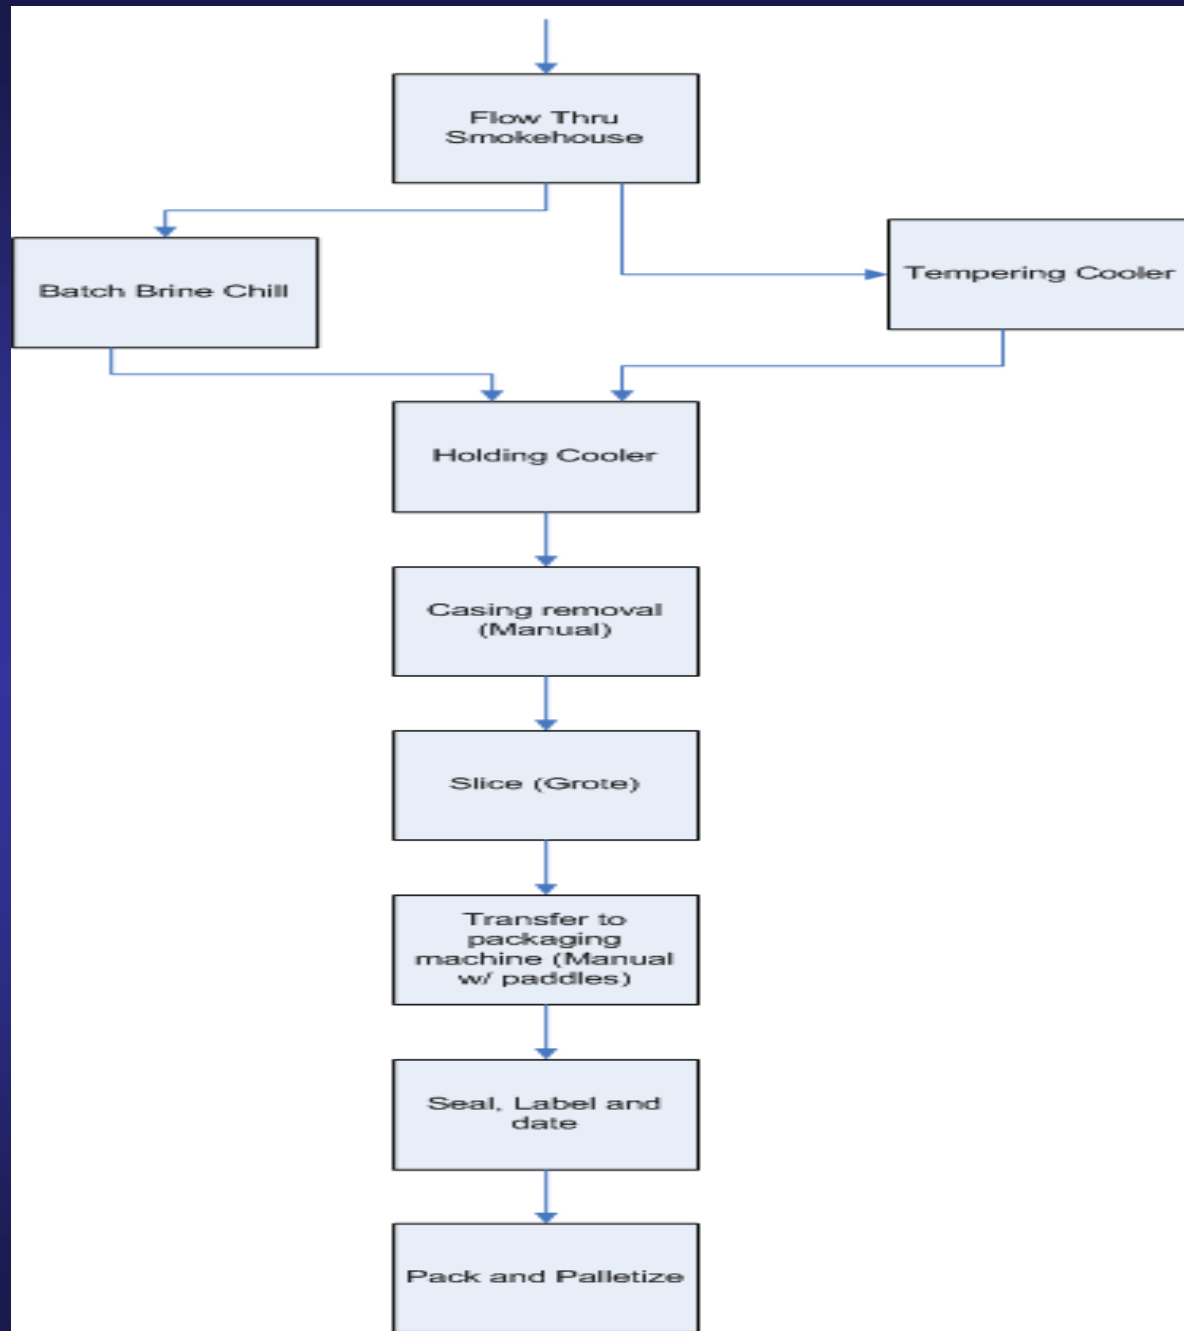 Flow Thru
Smokehouse
Batch Brine Chill
Tempering Cooler
Holding Cooler
Casing removal
(Manual)
Slice (Grote)
Transfer to
packaging
machine (Manual
w/ paddles)
Seal, Label and
date
Pack and Palletize